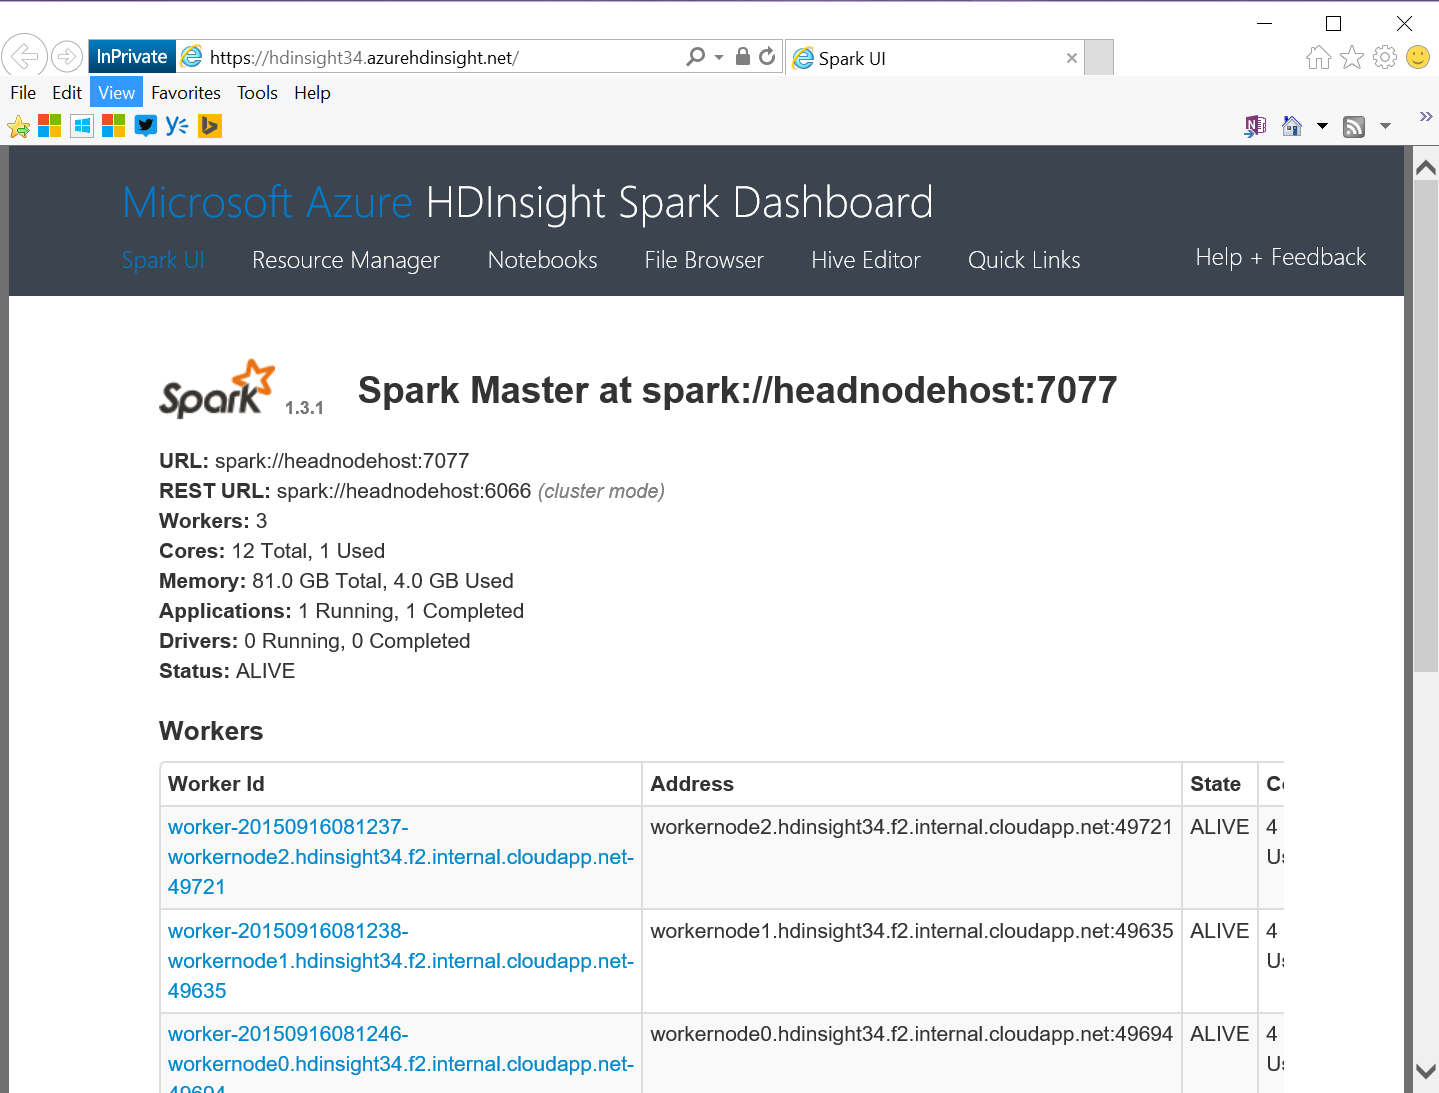 InPrivate https://hdinsight34.azurehdinsight.net/ Spark UI
File Edit View Favorites Tools Help
Microsoft Azure HDInsight Spark Dashboard
Spark UI Resource Manager Notebooks File Browser Hive Editor Quick Links Help + Feedback
Spark 1.3.1 Spark Master at spark://headnodehost:7077
URL: spark://headnodehost:7077
REST URL: spark://headnodehost:6066 (cluster mode)
Workers: 3
Cores: 12 Total, 1 Used
Memory: 81.0 GB Total, 4.0 GB Used
Applications: 1 Running, 1 Completed
Drivers: 0 Running, 0 Completed
Status: ALIVE
Workers
Worker Id Address State
worker-20150916081237- workernode2.hdinsight34.f2.internal.cloudapp.net:49721 ALIVE 4
workernode2.hdinsight34.f2.internal.cloudapp.net-
49721
worker-20150916081238- workernode1.hdinsight34.f2.internal.cloudapp.net:49635 ALIVE 4
workernode1.hdinsight34.f2.internal.cloudapp.net-
49635
worker-20150916081246- workernode0.hdinsight34.f2.internal.cloudapp.net:49694 ALIVE 4
workernode0.hdinsight34.f2.internal.cloudapp.net-
49694